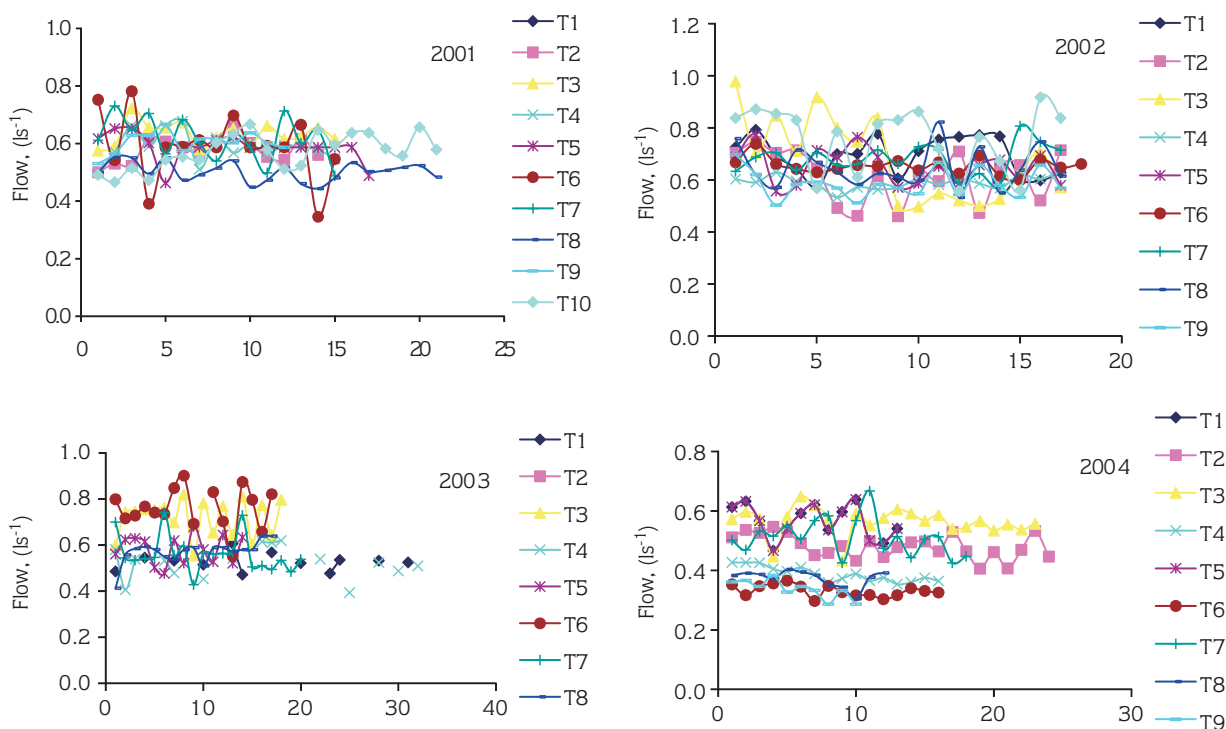 2001
Flow, (ls-1)
1.0
0.8
0.6
0.4
0.2
0.0
0 5 10 15 20 25
T1
T2
T3
T4
T5
T6
T7
T8
T9
T10
2002
Flow, (ls-1)
1.2
1.0
0.8
0.6
0.4
0.2
0.0
0 5 10 15 20
T1
T2
T3
T4
T5
T6
T7
T8
T9
2003
Flow, (ls-1)
1.0
0.8
0.6
0.4
0.2
0.0
0 10 20 30 40
T1
T2
T3
T4
T5
T6
T7
T8
2004
Flow, (ls-1)
0.8
0.6
0.4
0.2
0.0
0 10 20 30
T1
T2
T3
T4
T5
T6
T7
T8
T9